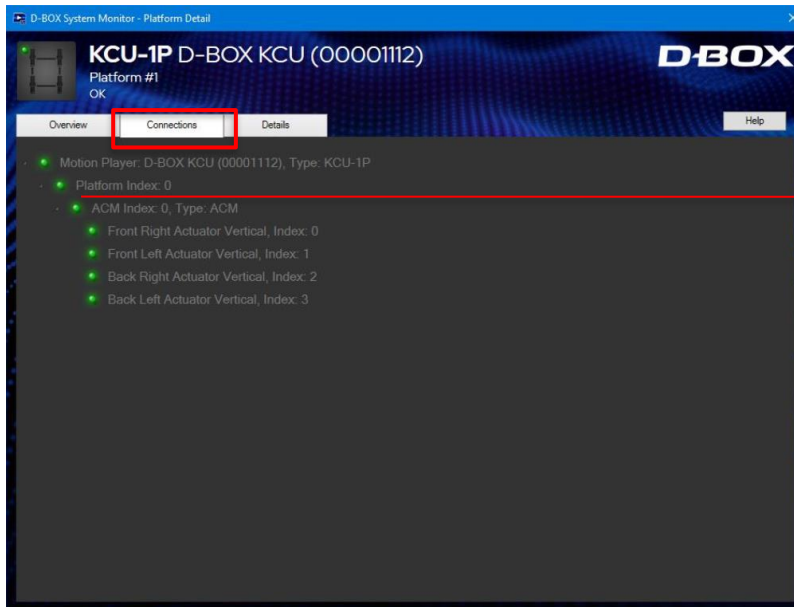 D-BOX System Monitor - Platform Detail
KCU-1P D-BOX KCU (00001112)
D-BOX
Platform #1
OK
Overview
Connections
Details
Help
Motion Player: D-BOX KCU (00001112), Type: KCU-1P
Platform Index: 0
ACM Index: 0, Type: ACM
Front Right Actuator Vertical, Index: 0
Front Left Actuator Vertical, Index: 1
Back Right Actuator Vertical, Index: 2
Back Left Actuator Vertical, Index: 3